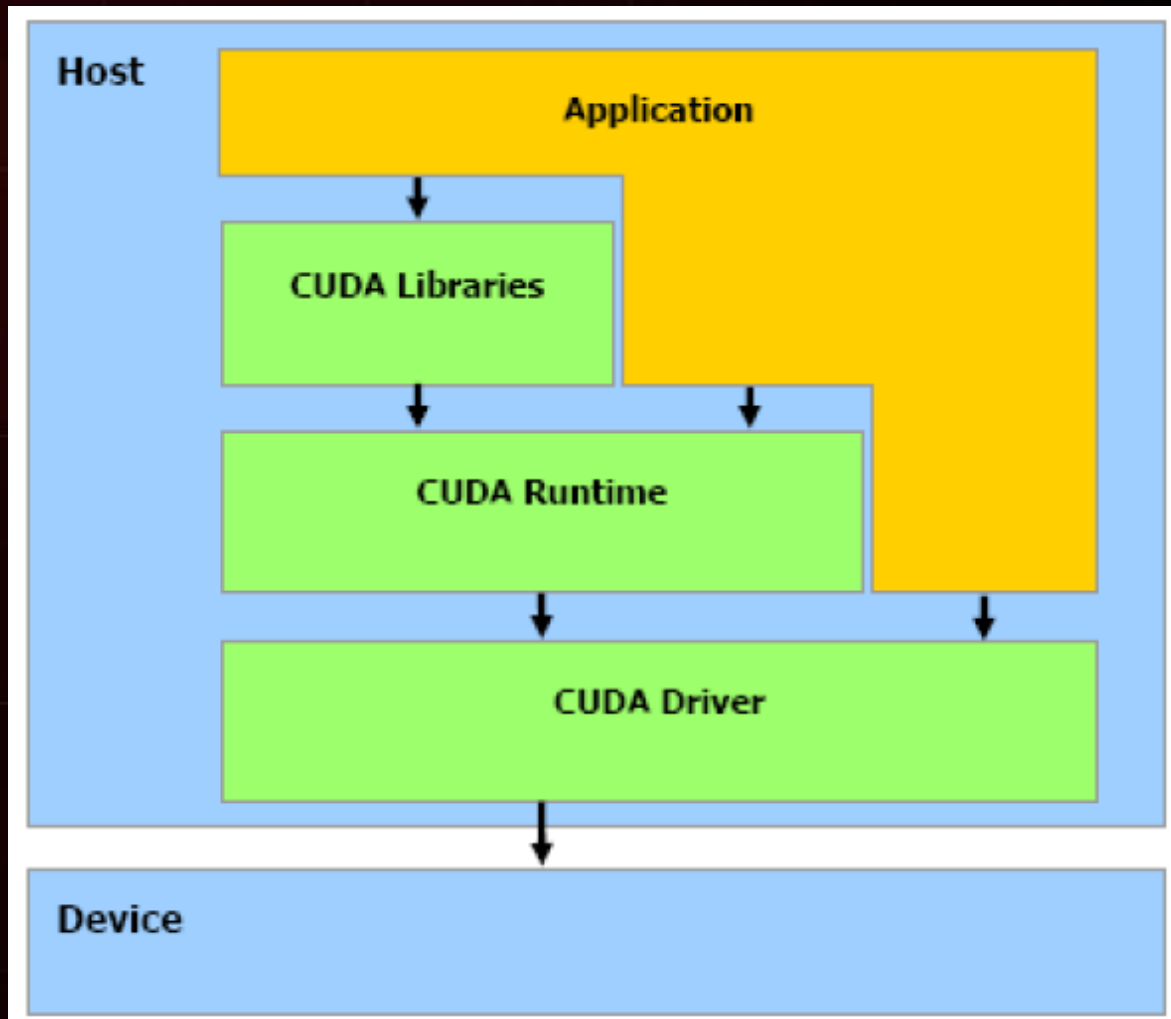 Host
Application
CUDA Libraries
CUDA Runtime
CUDA Driver
Device